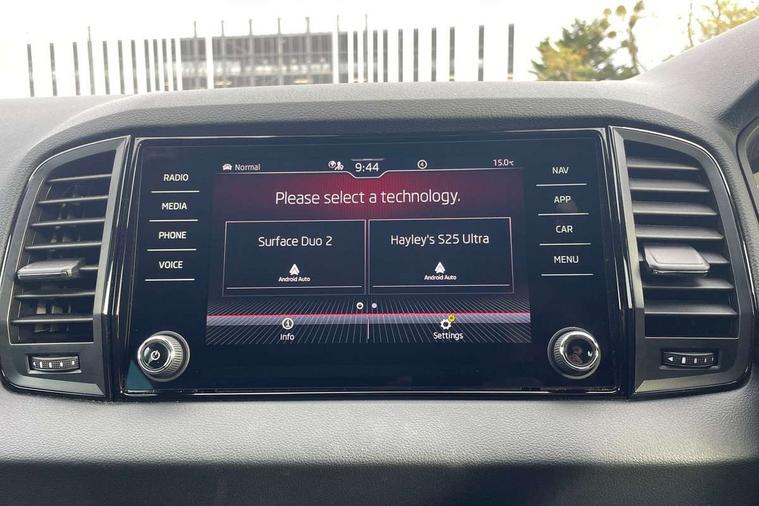 Normal
9:44
15.0°C
RADIO
MEDIA
PHONE
VOICE
NAV
APP
CAR
MENU
Please select a technology.
Surface Duo 2
Android Auto
Hayley's S25 Ultra
Android Auto
Info
Settings